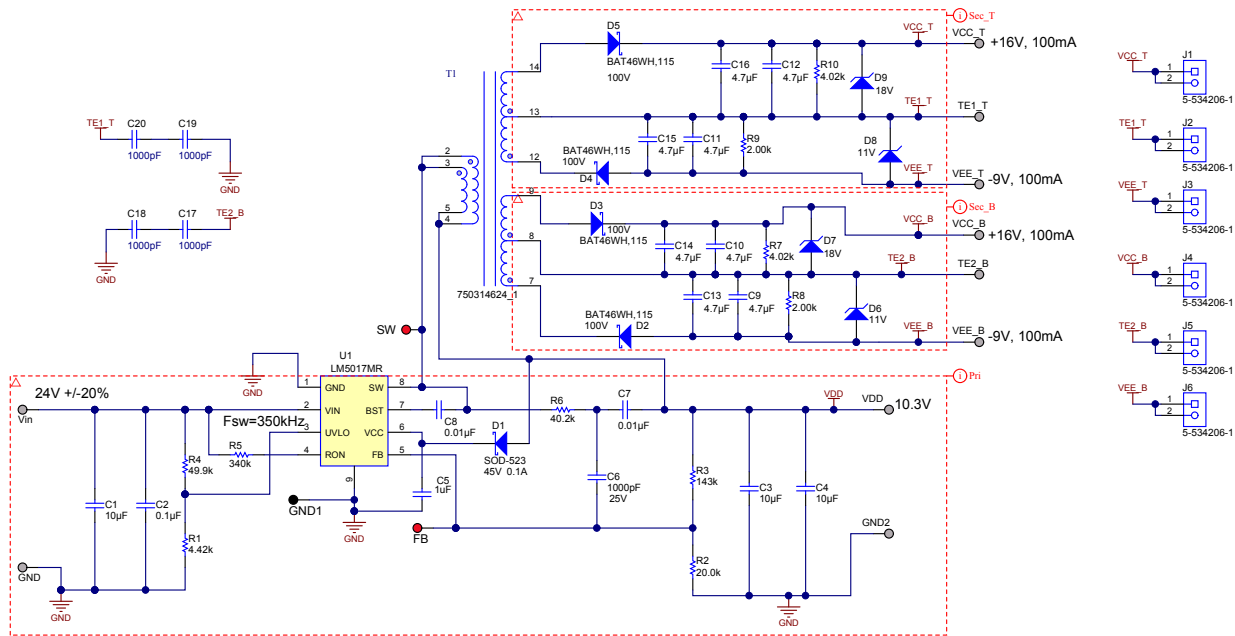 Sec_T
D5
VCC_T
VCC_T
+16V, 100mA
BAT46WH,115
100V
T1
14
C16
4.7µF
C12
4.7µF
R10
4.02k
D9
18V
13
TE1_T
TE1_T
C15
4.7µF
C11
4.7µF
R9
2.00k
D8
11V
BAT46WH,115
100V
12
D4
VEE_T
VEE_T
-9V, 100mA
2
3
5
4
750314624_1
Sec_B
9
D3
100V
BAT46WH,115
VCC_B
VCC_B
+16V, 100mA
8
C14
4.7µF
C10
4.7µF
R7
4.02k
D7
18V
TE2_B
TE2_B
7
C13
4.7µF
C9
4.7µF
R8
2.00k
D6
11V
BAT46WH,115
100V
D2
VEE_B
VEE_B
-9V, 100mA
TE1_T
C20
1000pF
C19
1000pF
GND
C18
1000pF
C17
1000pF
TE2_B
GND
VCC_T
1
2
J1
5-534206-1
TE1_T
1
2
J2
5-534206-1
VEE_T
1
2
J3
5-534206-1
VCC_B
1
2
J4
5-534206-1
TE2_B
1
2
J5
5-534206-1
VEE_B
1
2
J6
5-534206-1
SW
Pri
GND
U1
LM5017MR
24V +/-20%
Vin
Fsw=350kHz
1
GND
SW
8
2
VIN
BST
7
3
UVLO
VCC
6
4
RON
FB
5
9
R5
340k
R4
49.9k
C1
10µF
C2
0.1µF
R1
4.42k
GND
GND
GND1
GND
C8
0.01µF
D1
SOD-523
45V 0.1A
C5
1uF
FB
R6
40.2k
C7
0.01µF
C6
1000pF
25V
R3
143k
R2
20.0k
C3
10µF
C4
10µF
VDD
VDD
10.3V
GND2
GND